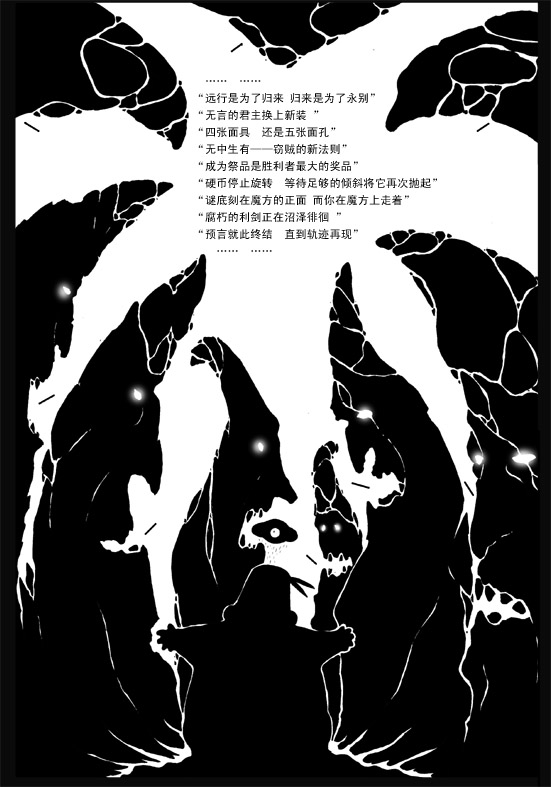 …… ……
“远行是为了归来 归来是为了永别”
“无言的君主换上新装 ”
“四张面具 还是五张面孔”
“无中生有——窃贼的新法则”
“成为祭品是胜利者最大的奖品”
“硬币停止旋转 等待足够的倾斜将它再次抛起”
“谜底刻在魔方的正面 而你在魔方上走着”
“腐朽的利剑正在沼泽徘徊 ”
“预言就此终结 直到轨迹再现”
…… ……